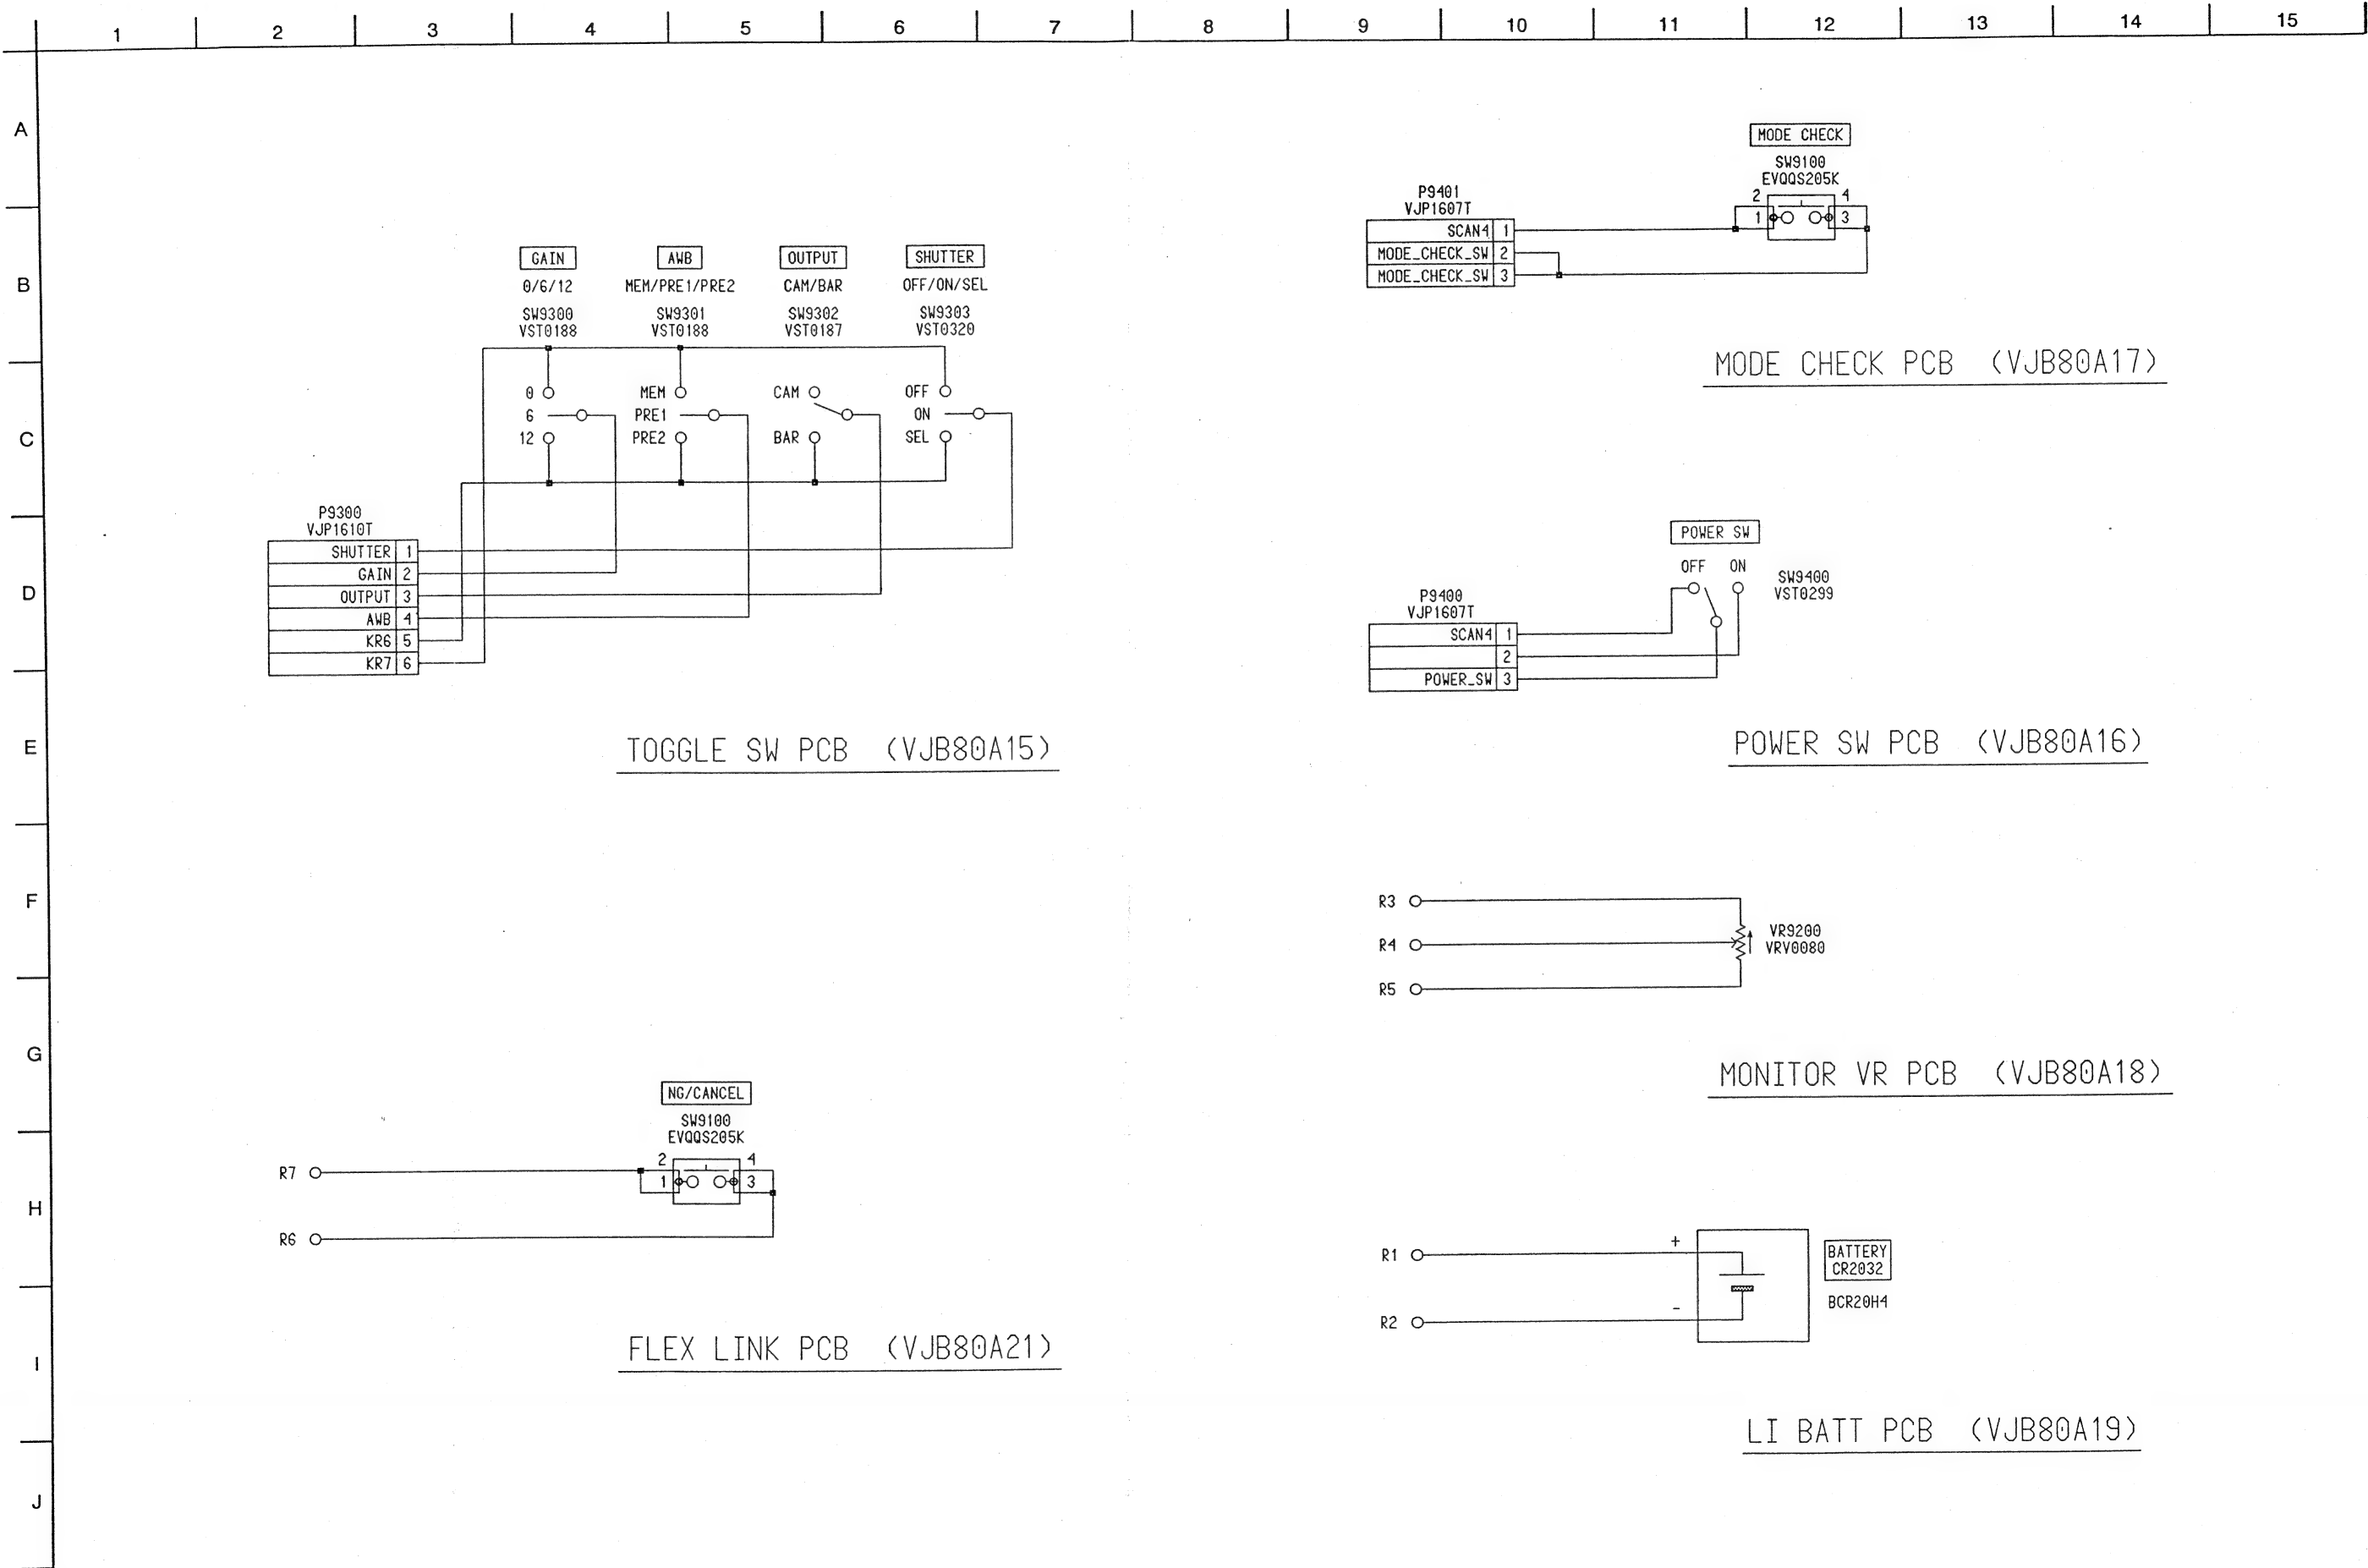 1 2 3 4 5 6 7 8 9 10 11 12 13 14 15
A
B
C
D
E
F
G
H
I
J
GAIN
0/6/12
SW9300
VST0188
AWB
MEM/PRE1/PRE2
SW9301
VST0188
OUTPUT
CAM/BAR
SW9302
VST0187
SHUTTER
OFF/ON/SEL
SW9303
VST0320
0
6
12
MEM
PRE1
PRE2
CAM
BAR
OFF
ON
SEL
P9300
VJP1610T
SHUTTER 1
GAIN 2
OUTPUT 3
AWB 4
KR6 5
KR7 6
TOGGLE SW PCB (VJB80A15)
MODE CHECK
SW9100
EVQQS205K
2 4
1 3
P9401
VJP1607T
SCAN4 1
MODE_CHECK_SW 2
MODE_CHECK_SW 3
MODE CHECK PCB (VJB80A17)
POWER SW
OFF ON
SW9400
VST0299
P9400
VJP1607T
SCAN4 1
2
POWER_SW 3
POWER SW PCB (VJB80A16)
R3
R4
R5
VR9200
VRV0080
MONITOR VR PCB (VJB80A18)
NG/CANCEL
SW9100
EVQQS205K
2 4
1 3
R7
R6
FLEX LINK PCB (VJB80A21)
R1
+
R2
-
BATTERY
CR2032
BCR20H4
LI BATT PCB (VJB80A19)